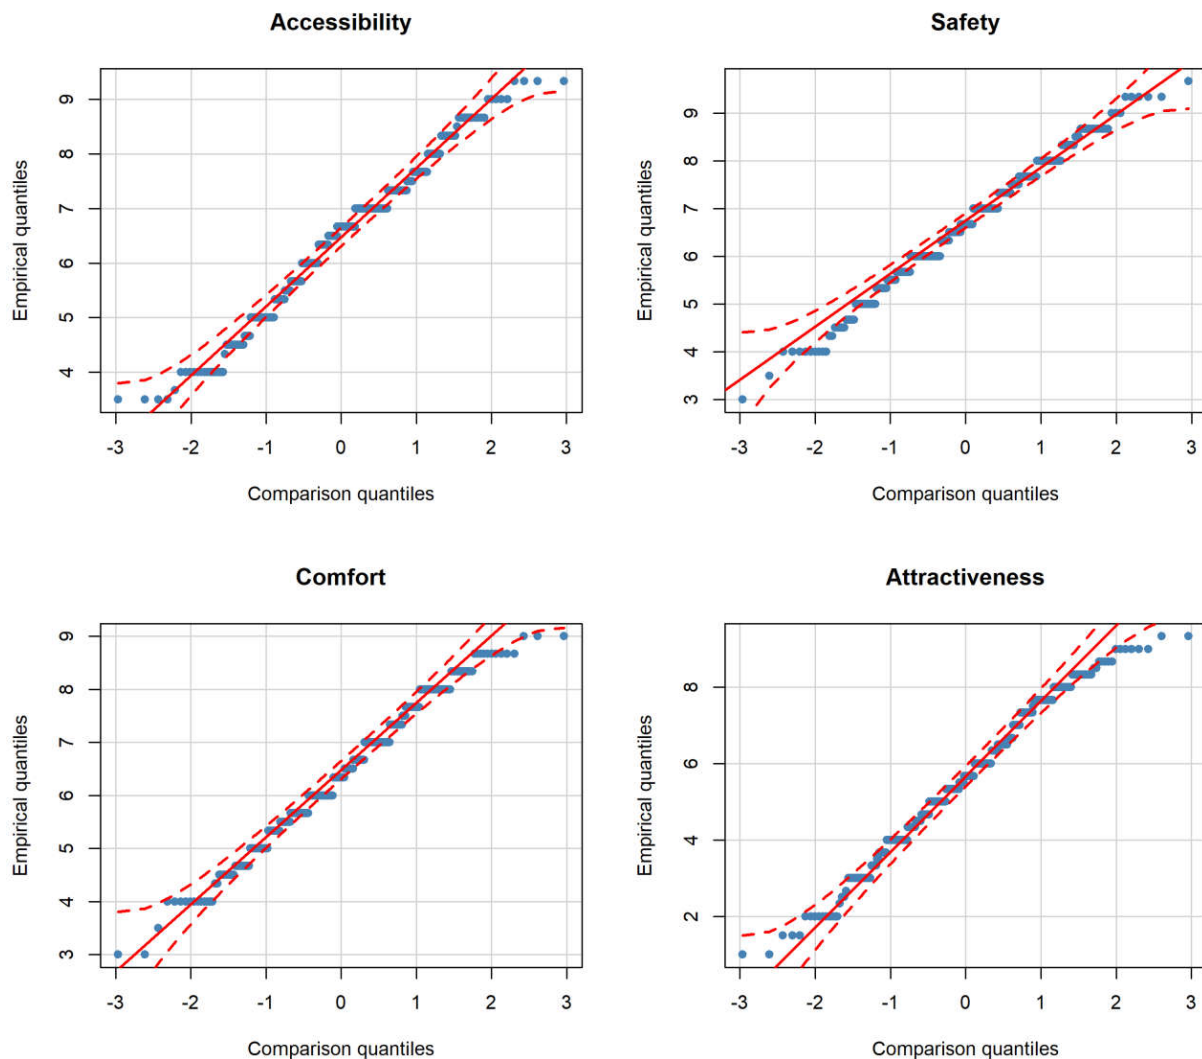 Accessibility
Empirical quantiles
9
8
7
6
5
4
-3 -2 -1 0 1 2 3
Comparison quantiles
Safety
Empirical quantiles
9
8
7
6
5
4
3
-3 -2 -1 0 1 2 3
Comparison quantiles
Comfort
Empirical quantiles
9
8
7
6
5
4
3
-3 -2 -1 0 1 2 3
Comparison quantiles
Attractiveness
Empirical quantiles
8
6
4
2
-3 -2 -1 0 1 2 3
Comparison quantiles